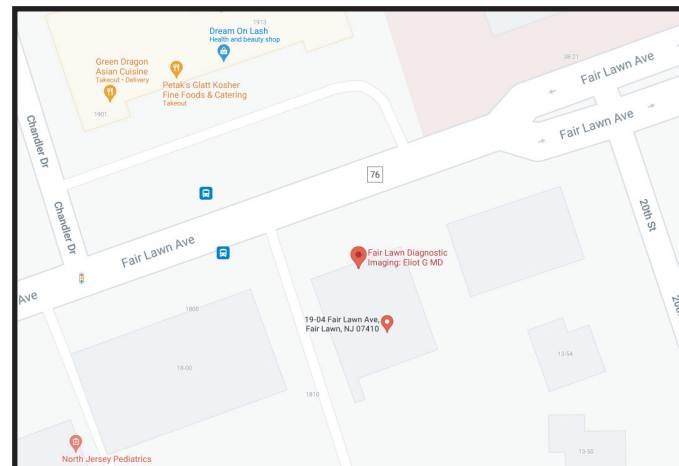 1913
Dream On Lash
Health and beauty shop
Green Dragon
Asian Cuisine
Takeout • Delivery
Petak's Glatt Kosher
Fine Foods & Catering
Takeout
1901
39-21
Fair Lawn Ave
Fair Lawn Ave
Chandler Dr
Chandler Dr
76
20th St
Fair Lawn Ave
Ave
Fair Lawn Diagnostic
Imaging: Eliot G MD
20th
1800
19-04 Fair Lawn Ave,
Fair Lawn, NJ 07410
18-00
13-54
1810
13-50
North Jersey Pediatrics